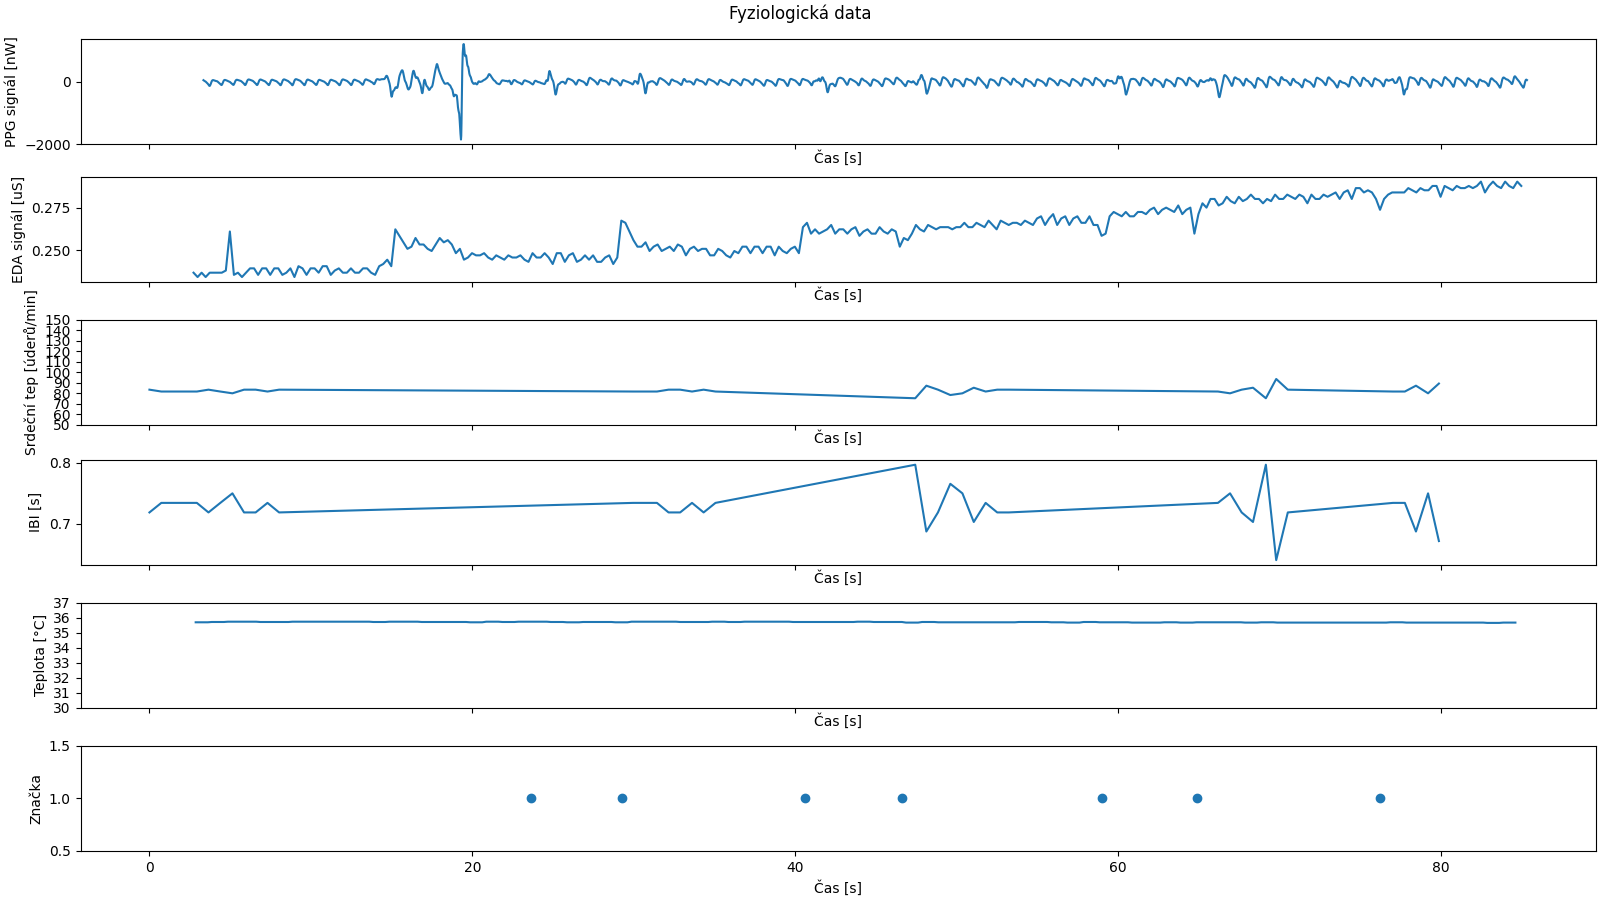 Fyziologická data
PPG signál [nW]
0
−2000
Čas [s]
EDA signál [uS]
0.275
0.250
Čas [s]
Srdeční tep [úderů/min]
150
140
130
120
110
100
90
80
70
60
50
Čas [s]
IBI [s]
0.8
0.7
Čas [s]
Teplota [°C]
37
36
35
34
33
32
31
30
Čas [s]
Značka
1.5
1.0
0.5
0 20 40 60 80
Čas [s]